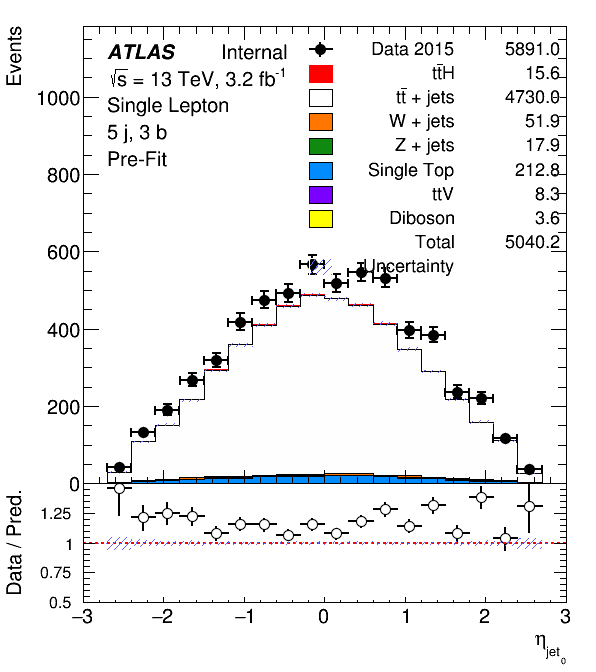 Events
ATLAS Internal
√s = 13 TeV, 3.2 fb⁻¹
Single Lepton
5 j, 3 b
Pre-Fit
Data 2015 5891.0
tt̄H 15.6
tt̄ + jets 4730.0
W + jets 51.9
Z + jets 17.9
Single Top 212.8
ttV 8.3
Diboson 3.6
Total 5040.2
Uncertainty
1000
800
600
400
200
0
Data / Pred.
1.25
1
0.75
0.5
−3 −2 −1 0 1 2 3
η_jet_0